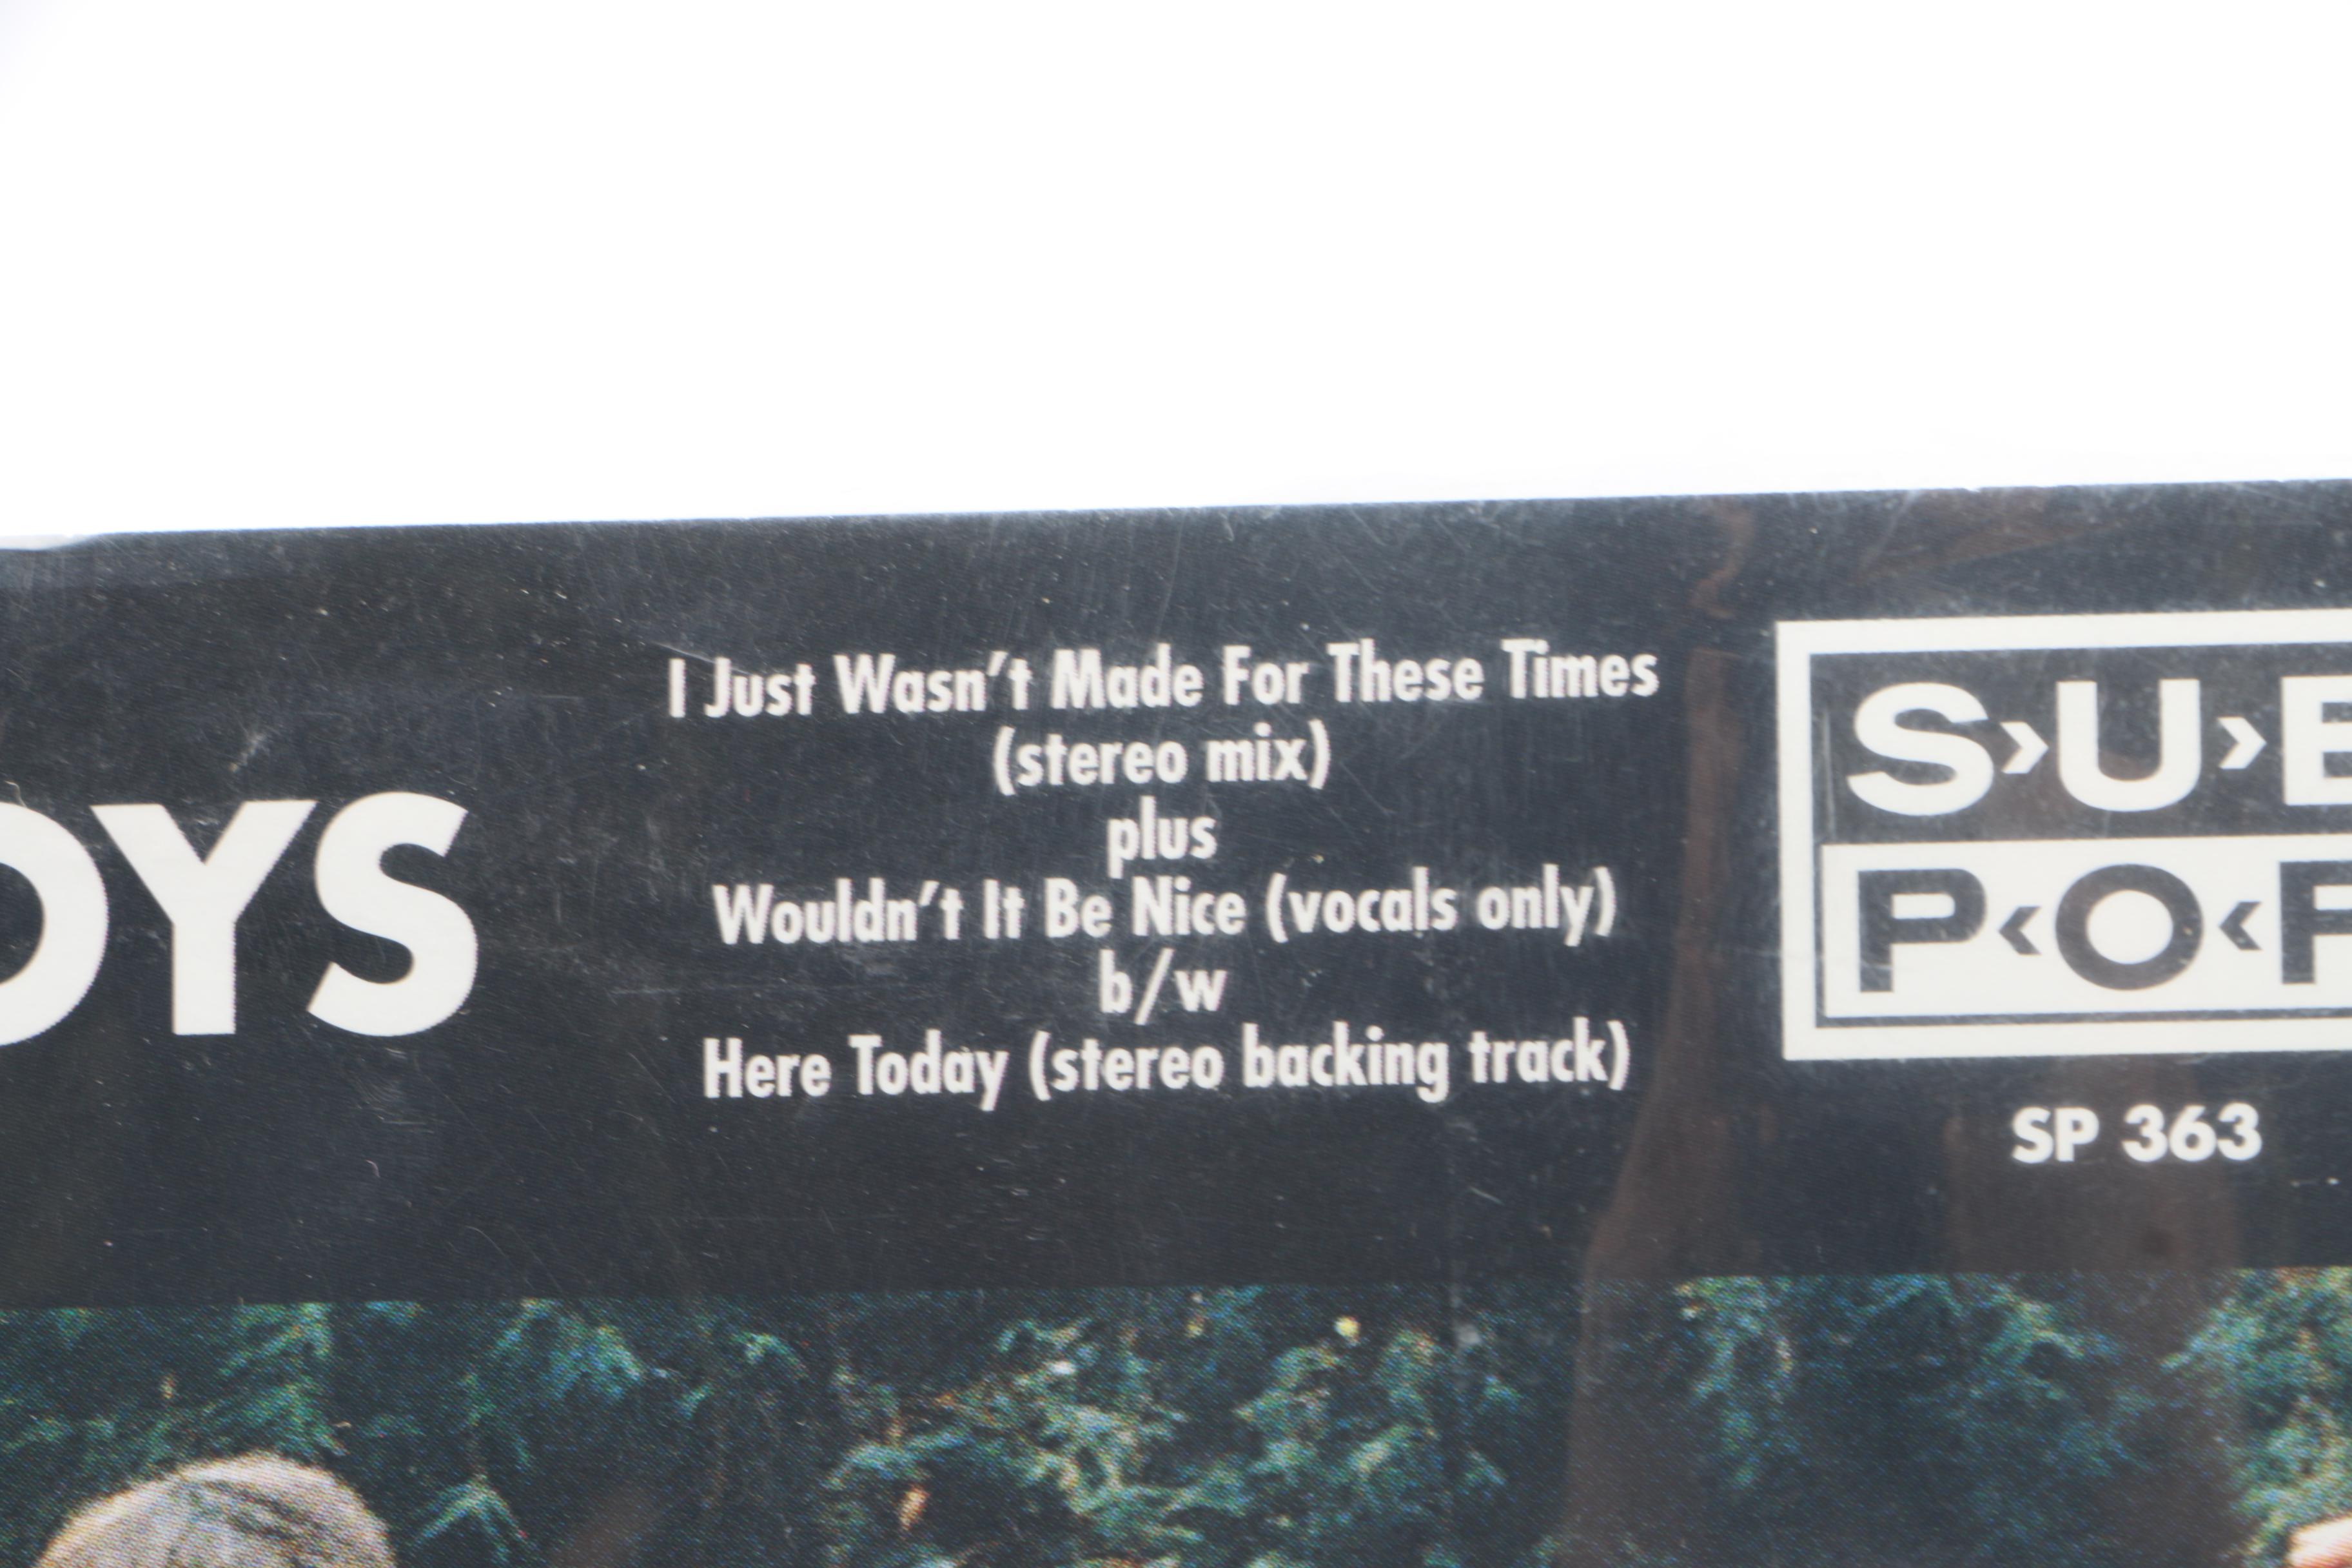 OYS
I Just Wasn't Made For These Times
(stereo mix)
plus
Wouldn't It Be Nice (vocals only)
b/w
Here Today (stereo backing track)
S›U›B
P‹O‹P
SP 363